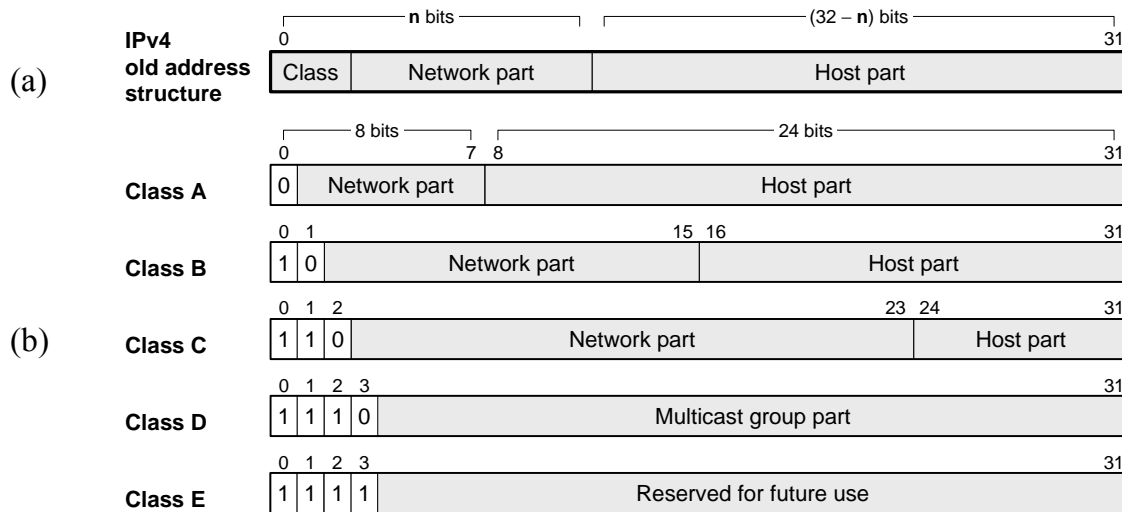 n bits (32 – n) bits
IPv4 0 31
(a) old address structure Class Network part Host part
8 bits 24 bits
0 7 8 31
Class A 0 Network part Host part
0 1 15 16 31
Class B 1 0 Network part Host part
0 1 2 23 24 31
(b) Class C 1 1 0 Network part Host part
0 1 2 3 31
Class D 1 1 1 0 Multicast group part
0 1 2 3 31
Class E 1 1 1 1 Reserved for future use